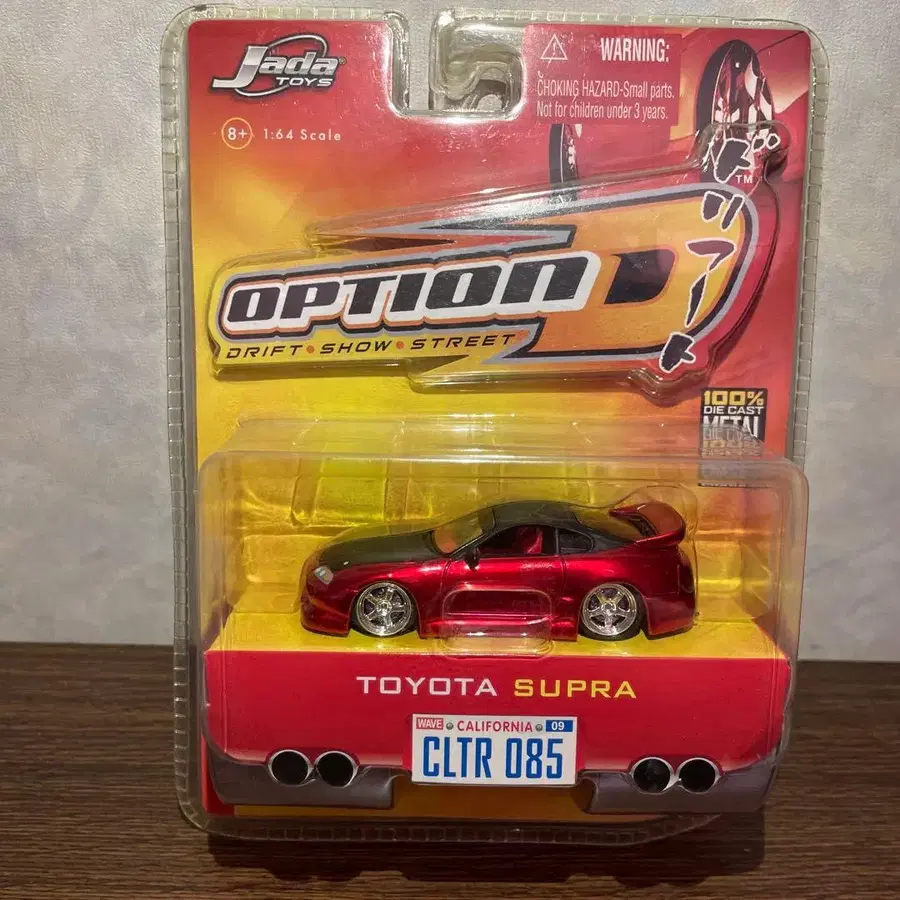 Jada®
TOYS
8+ 1:64 Scale
WARNING:
CHOKING HAZARD-Small parts.
Not for children under 3 years.
ドリフート
TM
OPTION D
DRIFT • SHOW • STREET
100%
DIE CAST
METAL
TOYOTA SUPRA
WAVE CALIFORNIA 09
CLTR 085